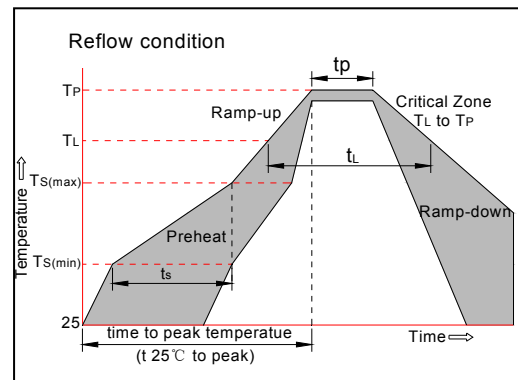 Reflow condition
tp
TP
Ramp-up
Critical Zone
TL to TP
TL
tL
TS(max)
Temperature
Preheat
Ramp-down
TS(min)
ts
25
time to peak temperatue
Time
(t 25℃ to peak)